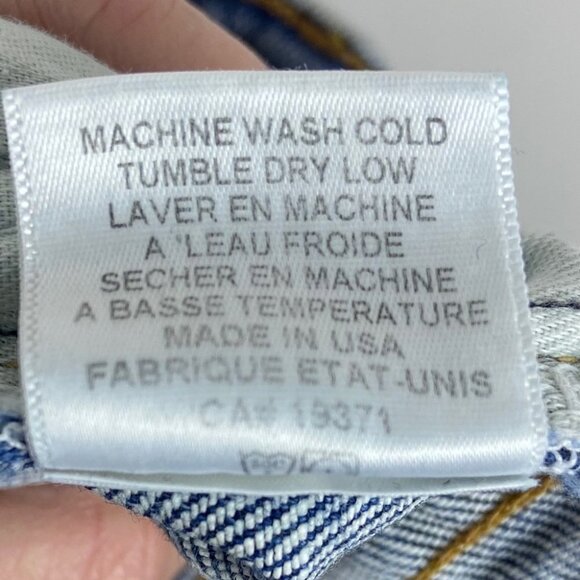 MACHINE WASH COLD
TUMBLE DRY LOW
LAVER EN MACHINE
A 'LEAU FROIDE
SECHER EN MACHINE
A BASSE TEMPERATURE
MADE IN USA
FABRIQUE ETAT-UNIS
CA# 19371